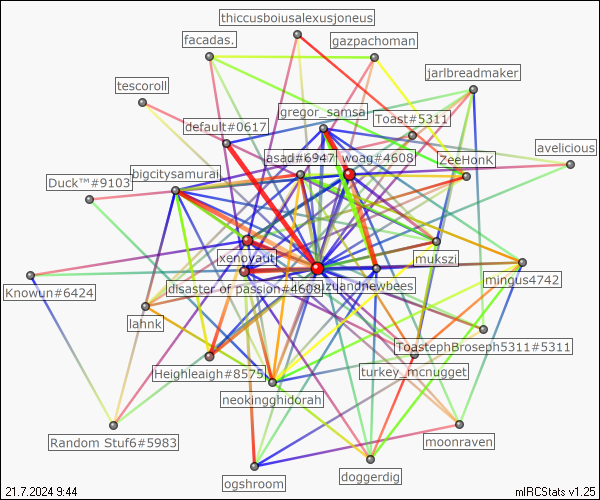 thiccusboiusalexusjoneus
facadas.
gazpachoman
jarlbreadmaker
tescoroll
gregor_samsa
Toast#5311
default#0617
avelicious
asad#6947
woag#4608
ZeeHonK
bigcitysamurai
Duck™#9103
xenoyaut
mukszi
mingus4742
disaster of passion#4608
Knowun#6424
lahnk
ToastephBroseph5311#5311
Heighleaigh#8575
turkey_mcnugget
neokingghidorah
Random Stuf6#5983
moonraven
ogshroom
doggerdig
21.7.2024 9:44
mIRCStats v1.25